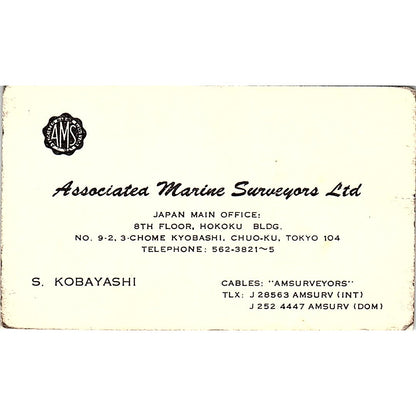 AMS
Associated Marine Surveyors Ltd
JAPAN MAIN OFFICE:
8TH FLOOR, HOKOKU BLDG.
NO. 9-2, 3-CHOME KYOBASHI, CHUO-KU, TOKYO 104
TELEPHONE: 562-3821~5
S. KOBAYASHI
CABLES: "AMSURVEYORS"
TLX: J 28563 AMSURV (INT)
J 252 4447 AMSURV (DOM)